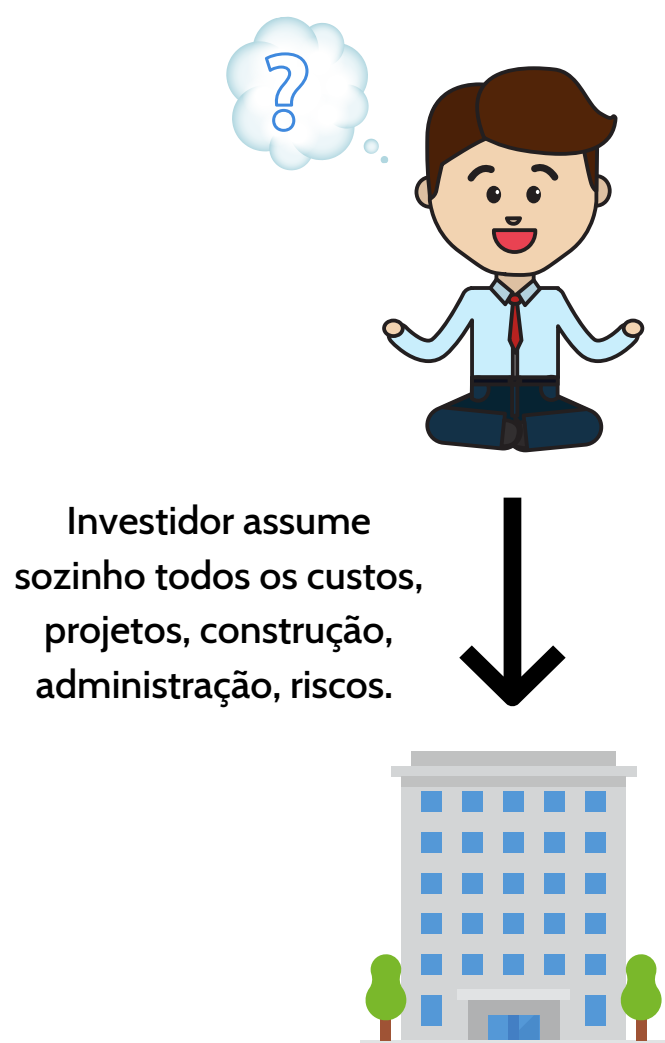 ?
Investidor assume
sozinho todos os custos,
projetos, construção,
administração, riscos.